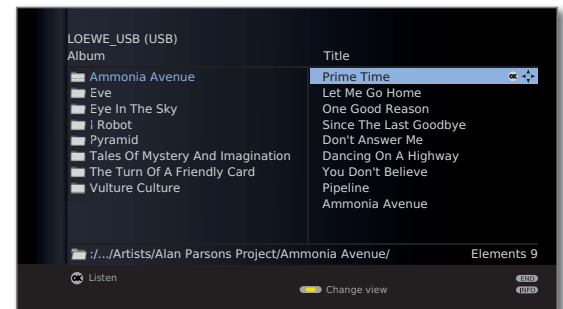 LOEWE_USB (USB)
Album
Title
Ammonia Avenue
Eve
Eye In The Sky
I Robot
Pyramid
Tales Of Mystery And Imagination
The Turn Of A Friendly Card
Vulture Culture
Prime Time OK
Let Me Go Home
One Good Reason
Since The Last Goodbye
Don't Answer Me
Dancing On A Highway
You Don't Believe
Pipeline
Ammonia Avenue
:/.../Artists/Alan Parsons Project/Ammonia Avenue/ Elements 9
OK Listen
END
Change view
INFO